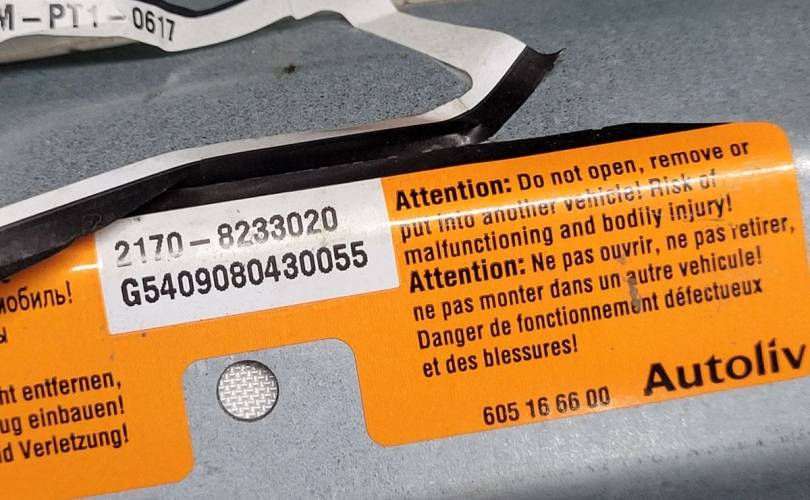 M-PT1-0617
2170-8233020
G5409080430055
Attention: Do not open, remove or
put into another vehicle! Risk of
malfunctioning and bodily injury!
Attention: Ne pas ouvrir, ne pas retirer,
ne pas monter dans un autre vehicule!
Danger de fonctionnement défectueux
et des blessures!
Autoliv
605 16 66 00
мобиль!
ы
ht entfernen,
ug einbauen!
d Verletzung!